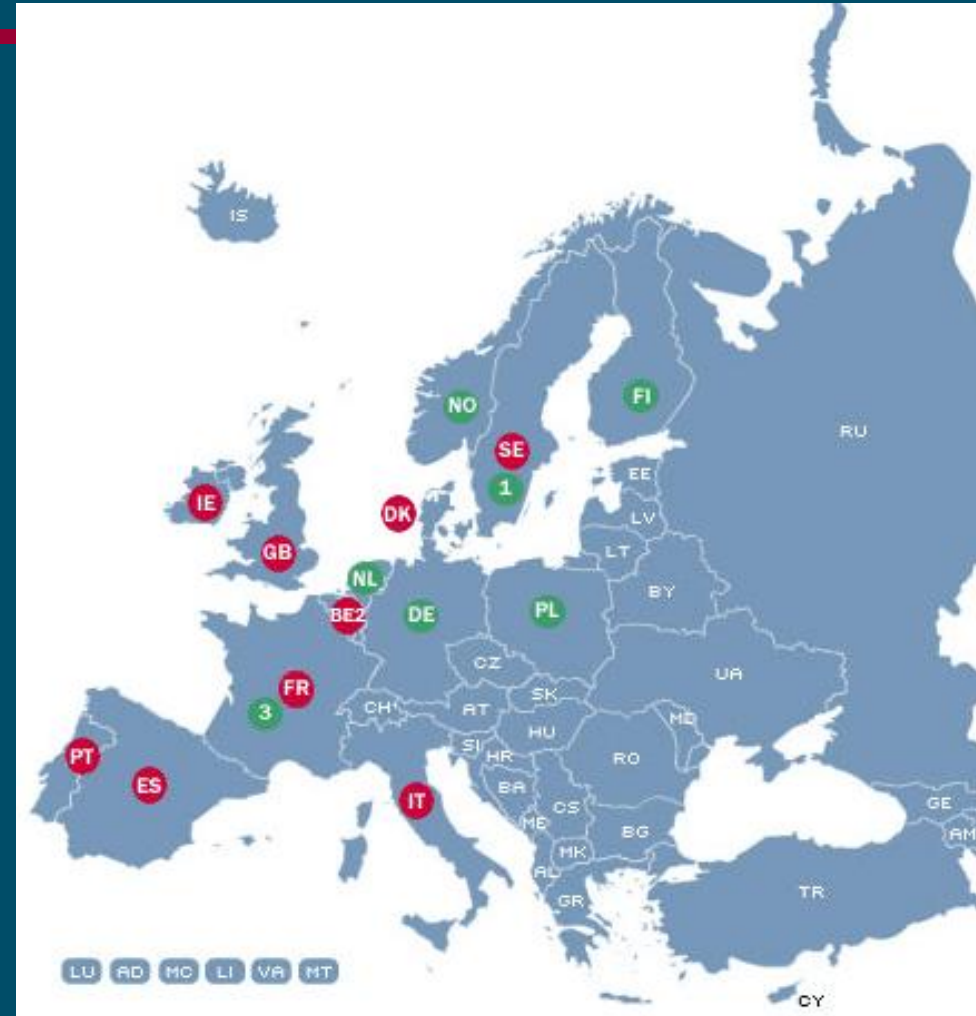 IS
NO
FI
RU
SE
EE
1
IE
DK
LV
GB
LT
NL
BY
BE2
DE
PL
CZ
UA
FR
SK
CH
AT
3
MD
HU
SI
HR
PT
RO
ES
BA
IT
CS
GE
ME
BG
AM
MK
AL
TR
GR
LU AD MC LI VA MT
CY